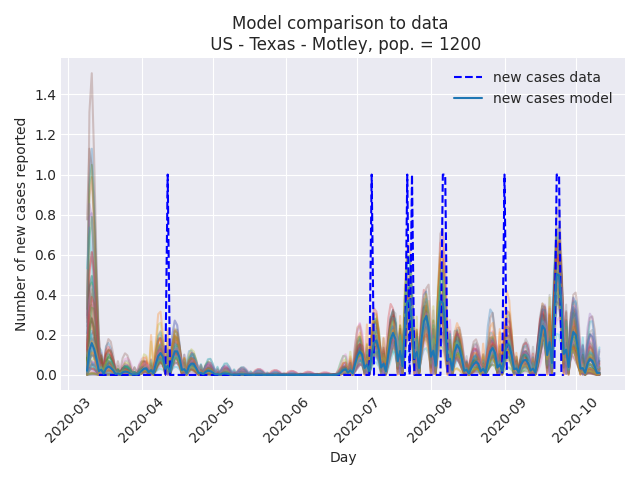 Model comparison to data
US - Texas - Motley, pop. = 1200
new cases data
new cases model
Number of new cases reported
1.4
1.2
1.0
0.8
0.6
0.4
0.2
0.0
2020-03
2020-04
2020-05
2020-06
2020-07
2020-08
2020-09
2020-10
Day